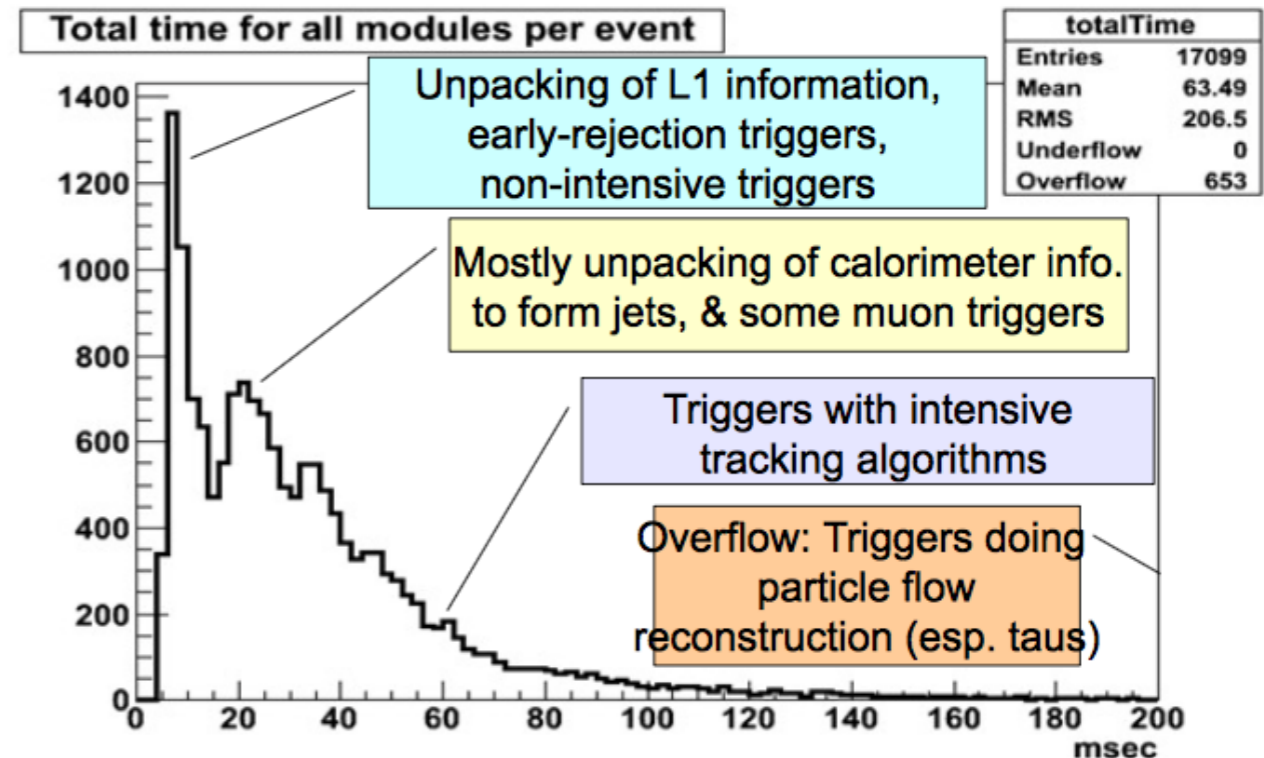 Total time for all modules per event
totalTime
Entries 17099
Mean 63.49
RMS 206.5
Underflow 0
Overflow 653
Unpacking of L1 information,
early-rejection triggers,
non-intensive triggers
Mostly unpacking of calorimeter info.
to form jets, & some muon triggers
Triggers with intensive
tracking algorithms
Overflow: Triggers doing
particle flow
reconstruction (esp. taus)
1400
1200
1000
800
600
400
200
0
0 20 40 60 80 100 120 140 160 180 200
msec